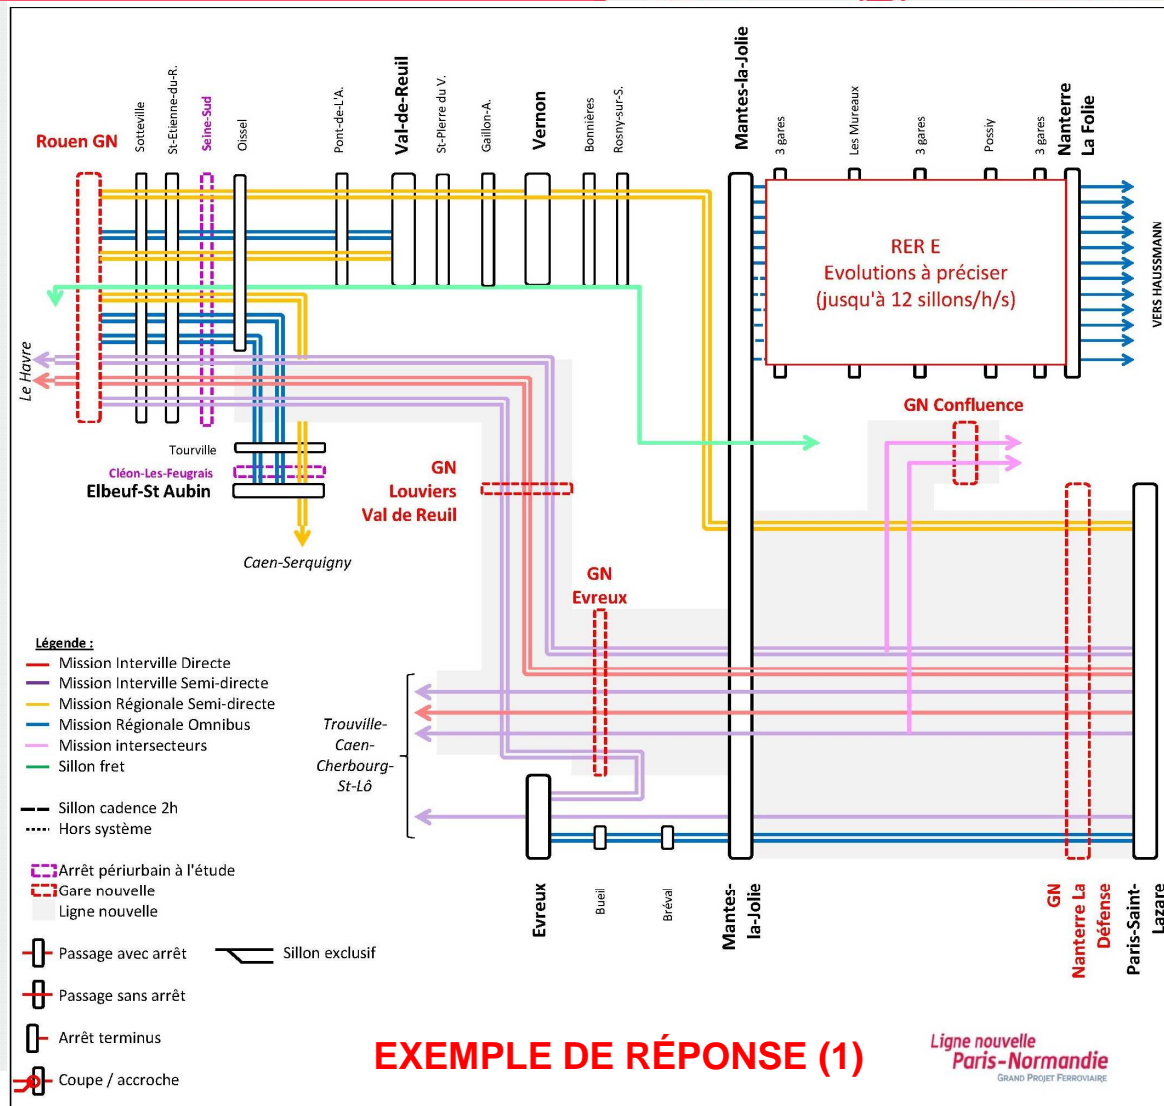 Rouen GN
Sotteville
St-Etienne-du-R.
Seine-Sud
Oissel
Pont-de-L'A.
Val-de-Reuil
St-PIerre du V.
Gaillon-A.
Vernon
Bonnières
Rosny-sur-S.
Mantes-la-Jolie
3 gares
Les Mureaux
3 gares
Possiy
3 gares
Nanterre
La Folie
RER E
Evolutions à préciser
(jusqu'à 12 sillons/h/s)
VERS HAUSSMANN
Le Havre
GN Confluence
Tourville
Cléon-Les-Feugrais
Elbeuf-St Aubin
GN
Louviers
Val de Reuil
Caen-Serquigny
GN
Evreux
Légende :
Mission Interville Directe
Mission Interville Semi-directe
Mission Régionale Semi-directe
Mission Régionale Omnibus
Mission intersecteurs
Sillon fret
Sillon cadence 2h
Hors système
Arrêt périurbain à l'étude
Gare nouvelle
Ligne nouvelle
Passage avec arrêt
Sillon exclusif
Passage sans arrêt
Arrêt terminus
Coupe / accroche
Trouville-
Caen-
Cherbourg-
St-Lô
Evreux
Bueil
Bréval
Mantes-
la-Jolie
GN
Nanterre La
Défense
Paris-Saint-
Lazare
EXEMPLE DE RÉPONSE (1)
Ligne nouvelle
Paris-Normandie
GRAND PROJET FERROVIAIRE